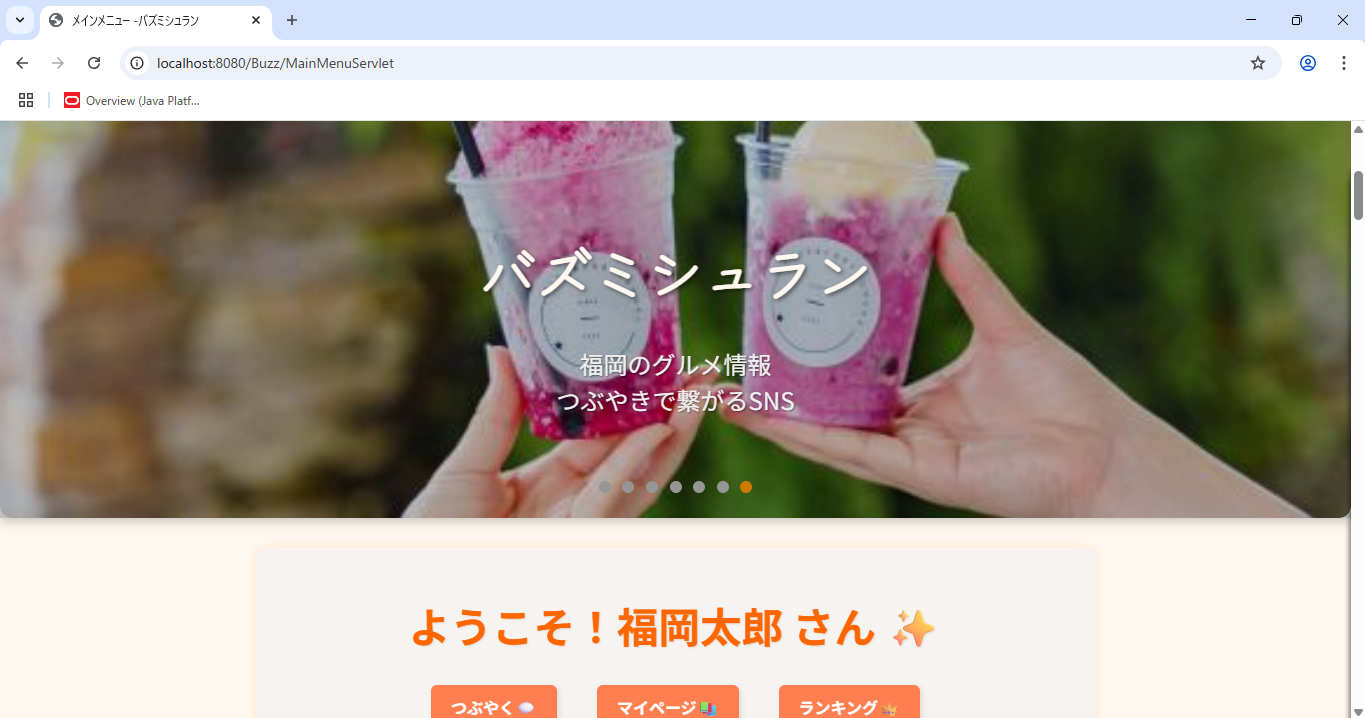 メインメニュー -バズミシュラン
localhost:8080/Buzz/MainMenuServlet
Overview (Java Platf...
バズミシュラン
福岡のグルメ情報
つぶやきで繋がるSNS
ようこそ！福岡太郎 さん ✨
つぶやく💬 マイページ📗 ランキング👑